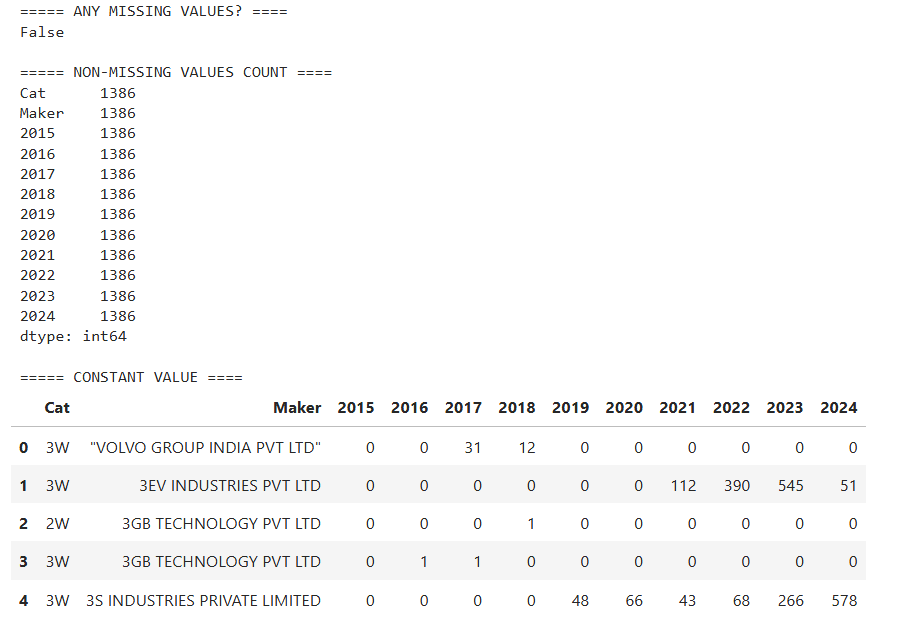 ===== ANY MISSING VALUES? ====
False
===== NON-MISSING VALUES COUNT ====
Cat 1386
Maker 1386
2015 1386
2016 1386
2017 1386
2018 1386
2019 1386
2020 1386
2021 1386
2022 1386
2023 1386
2024 1386
dtype: int64
===== CONSTANT VALUE ====
Cat Maker 2015 2016 2017 2018 2019 2020 2021 2022 2023 2024
0 3W "VOLVO GROUP INDIA PVT LTD" 0 0 31 12 0 0 0 0 0 0
1 3W 3EV INDUSTRIES PVT LTD 0 0 0 0 0 0 112 390 545 51
2 2W 3GB TECHNOLOGY PVT LTD 0 0 0 1 0 0 0 0 0 0
3 3W 3GB TECHNOLOGY PVT LTD 0 1 1 0 0 0 0 0 0 0
4 3W 3S INDUSTRIES PRIVATE LIMITED 0 0 0 0 48 66 43 68 266 578